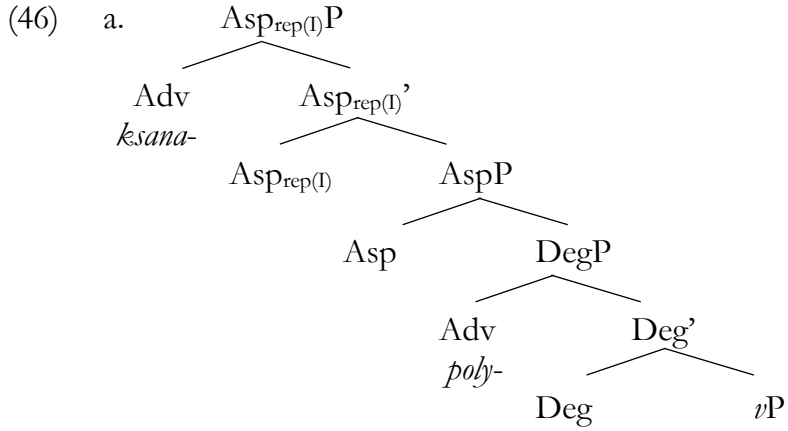 (46) a. Asp_rep(I)P
Adv Asp_rep(I)’
ksana-
Asp_rep(I) AspP
Asp DegP
Adv Deg’
poly-
Deg vP